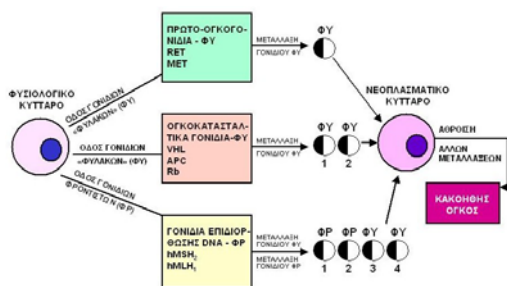 ΦΥΣΙΟΛΟΓΙΚΟ
ΚΥΤΤΑΡΟ
ΟΔΟΣ ΓΟΝΙΔΙΩΝ
«ΦΥΛΑΚΩΝ» (ΦΥ)
ΠΡΩΤΟ-ΟΓΚΟΓΟ-
ΝΙΔΙΑ - ΦΥ
RET
MET
ΜΕΤΑΛΛΑΞΗ
ΓΟΝΙΔΙΟΥ ΦΥ
ΦΥ
ΟΔΟΣ ΓΟΝΙΔΙΩΝ
«ΦΥΛΑΚΩΝ» (ΦΥ)
ΟΓΚΟΚΑΤΑΣΤΑΛ-
ΤΙΚΑ ΓΟΝΙΔΙΑ-ΦΥ
VHL
APC
Rb
ΜΕΤΑΛΛΑΞΗ
ΓΟΝΙΔΙΟΥ ΦΥ
ΦΥ ΦΥ
1 2
ΟΔΟΣ ΓΟΝΙΔΙΩΝ
ΦΡΟΝΤΙΣΤΩΝ (ΦΡ)
ΓΟΝΙΔΙΑ ΕΠΙΔΙΟΡ-
ΘΩΣΗΣ DNA - ΦΡ
hMSH₂
hMLH₁
ΜΕΤΑΛΛΑΞΗ
ΓΟΝΙΔΙΟΥ ΦΥ
ΜΕΤΑΛΛΑΞΗ
ΓΟΝΙΔΙΟΥ ΦΡ
ΦΡ ΦΡ ΦΥ ΦΥ
1 2 3 4
ΝΕΟΠΛΑΣΜΑΤΙΚΟ
ΚΥΤΤΑΡΟ
ΑΘΡΟΙΣΗ
ΑΛΛΩΝ
ΜΕΤΑΛΛΑΞΕΩΝ
ΚΑΚΟΗΘΗΣ
ΟΓΚΟΣ